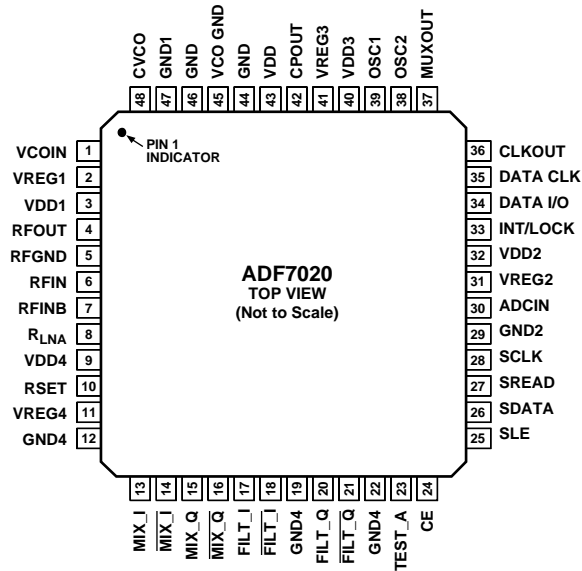 CVCO
GND1
GND
VCO GND
GND
VDD
CPOUT
VREG3
VDD3
OSC1
OSC2
MUXOUT
48
47
46
45
44
43
42
41
40
39
38
37
PIN 1
INDICATOR
VCOIN 1
VREG1 2
VDD1 3
RFOUT 4
RFGND 5
RFIN 6
RFINB 7
RLNA 8
VDD4 9
RSET 10
VREG4 11
GND4 12
ADF7020
TOP VIEW
(Not to Scale)
36 CLKOUT
35 DATA CLK
34 DATA I/O
33 INT/LOCK
32 VDD2
31 VREG2
30 ADCIN
29 GND2
28 SCLK
27 SREAD
26 SDATA
25 SLE
13
14
15
16
17
18
19
20
21
22
23
24
MIX_I
MIX_I
MIX_Q
MIX_Q
FILT_I
FILT_I
GND4
FILT_Q
FILT_Q
GND4
TEST_A
CE